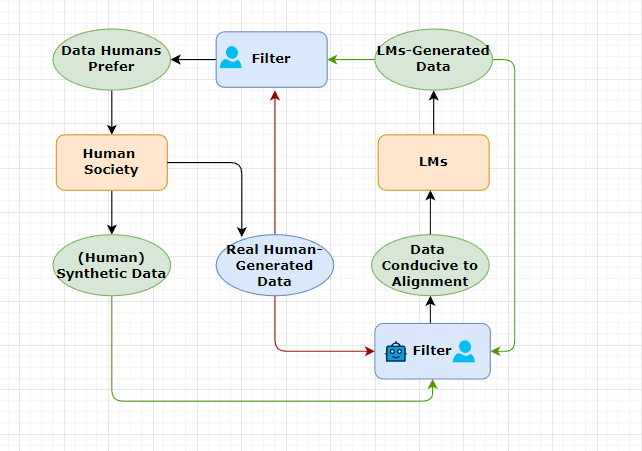 Data Humans
Prefer
Filter
LMs-Generated
Data
Human
Society
LMs
(Human)
Synthetic Data
Real Human-
Generated
Data
Data
Conducive to
Alignment
Filter